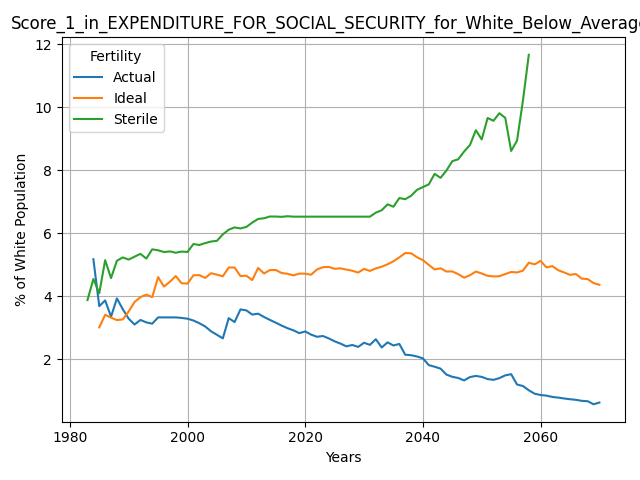 Score_1_in_EXPENDITURE_FOR_SOCIAL_SECURITY_for_White_Below_Average
Fertility
Actual
Ideal
Sterile
% of White Population
12
10
8
6
4
2
1980 2000 2020 2040 2060
Years